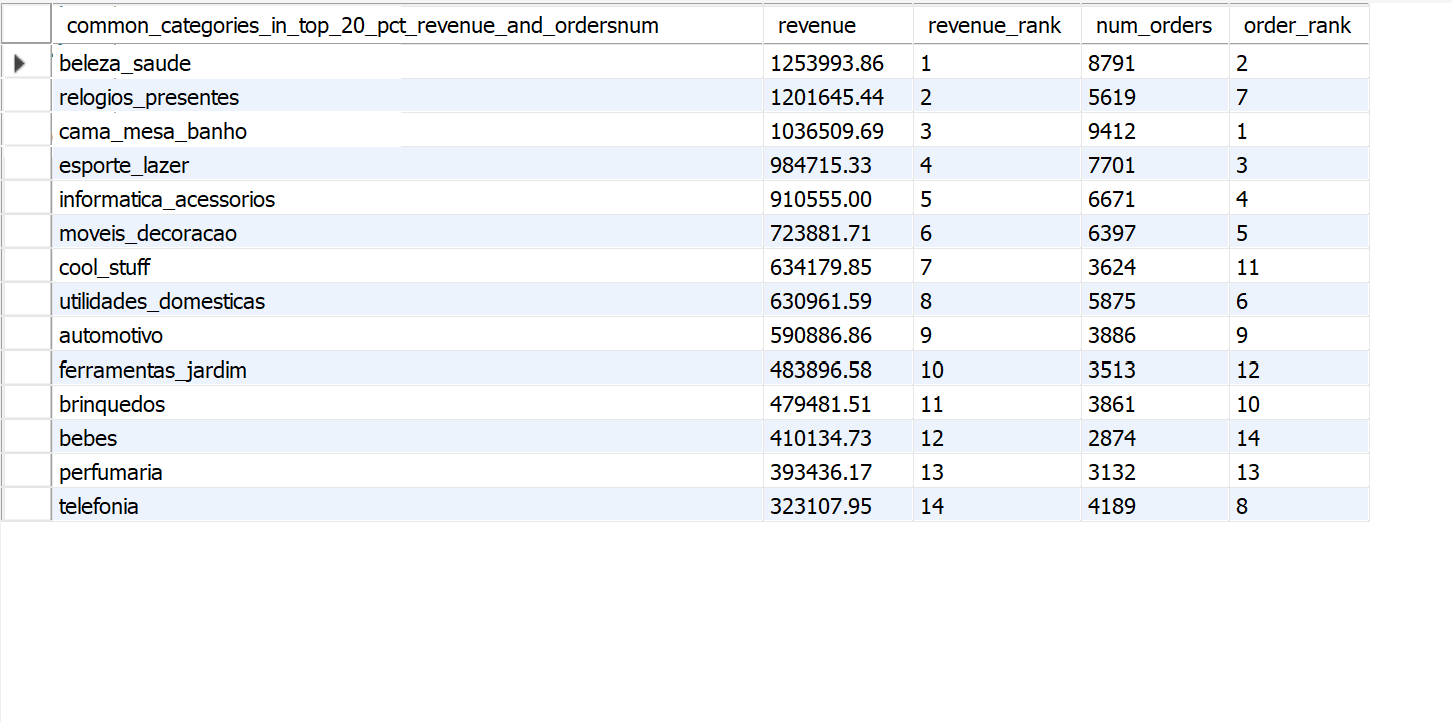 common_categories_in_top_20_pct_revenue_and_ordersnum revenue revenue_rank num_orders order_rank
beleza_saude 1253993.86 1 8791 2
relogios_presentes 1201645.44 2 5619 7
cama_mesa_banho 1036509.69 3 9412 1
esporte_lazer 984715.33 4 7701 3
informatica_acessorios 910555.00 5 6671 4
moveis_decoracao 723881.71 6 6397 5
cool_stuff 634179.85 7 3624 11
utilidades_domesticas 630961.59 8 5875 6
automotivo 590886.86 9 3886 9
ferramentas_jardim 483896.58 10 3513 12
brinquedos 479481.51 11 3861 10
bebes 410134.73 12 2874 14
perfumaria 393436.17 13 3132 13
telefonia 323107.95 14 4189 8